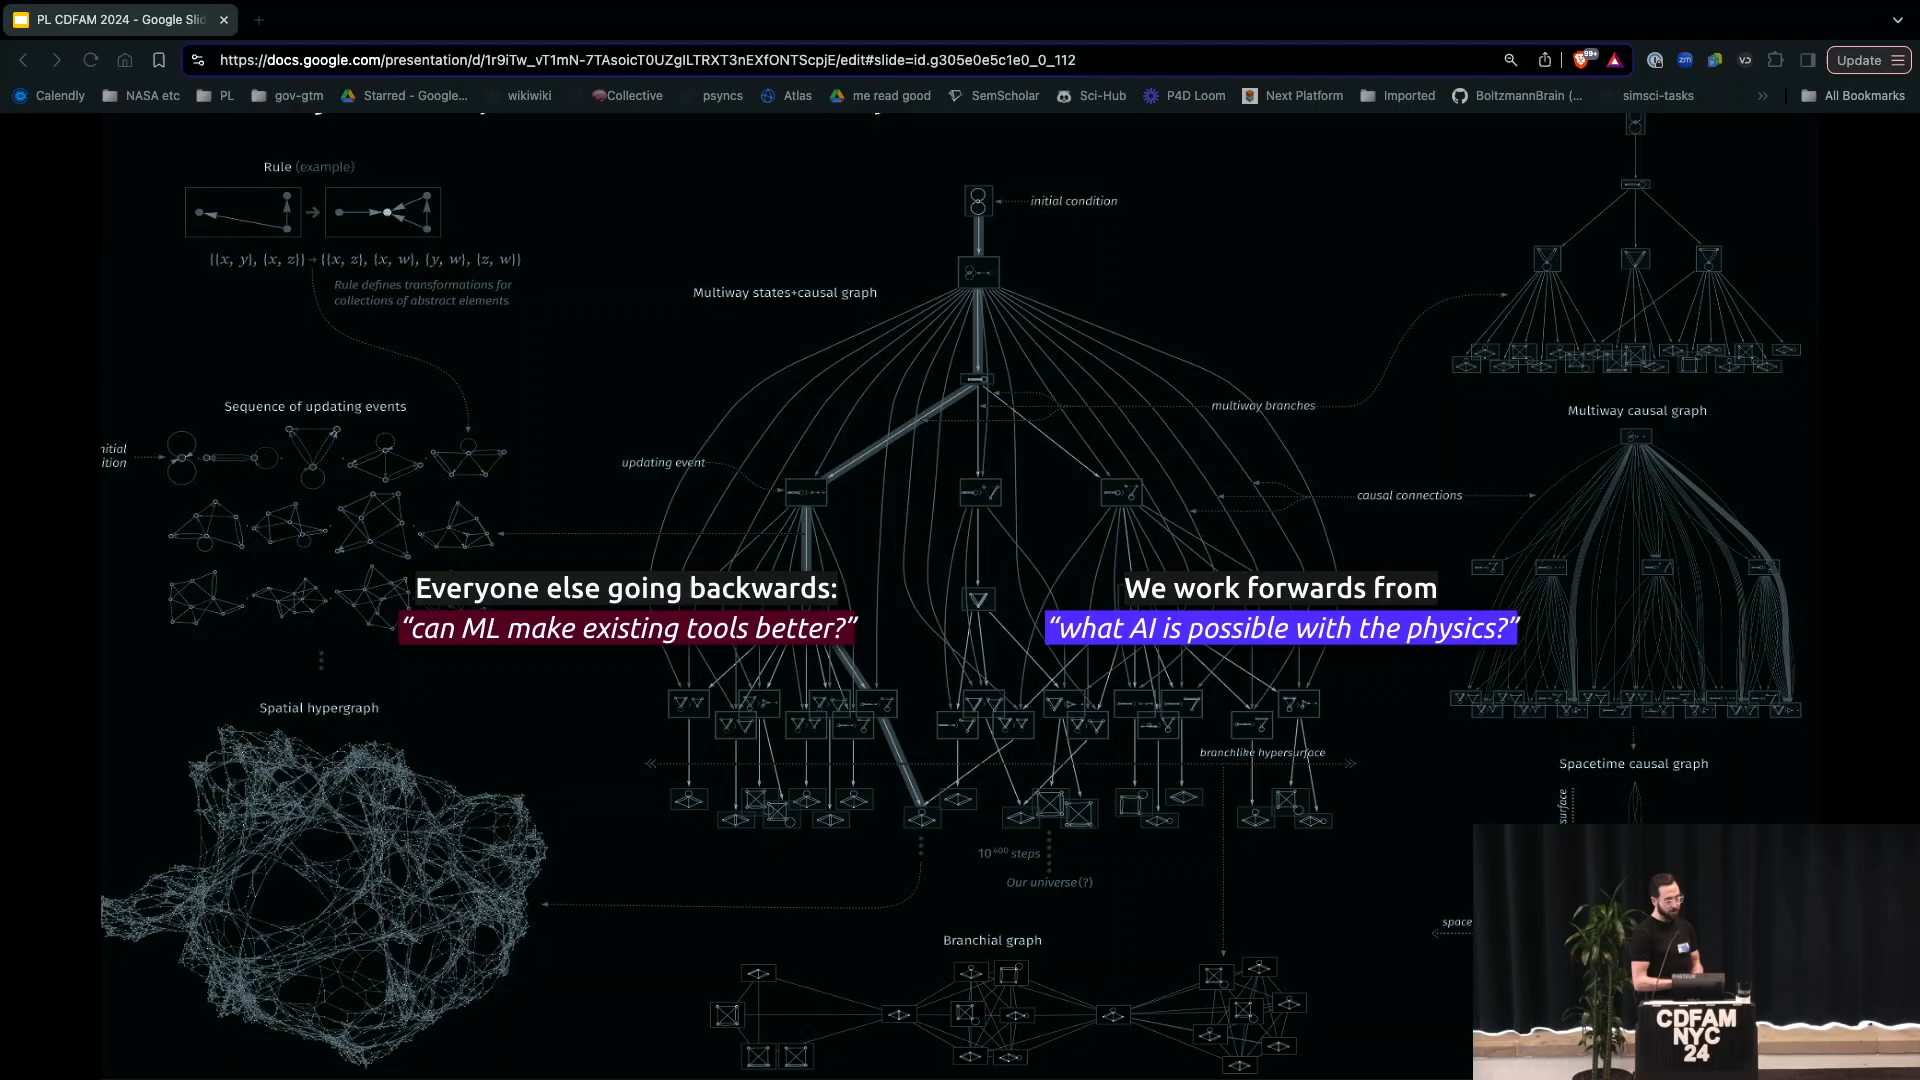 PL CDFAM 2024 - Google Slid
https://docs.google.com/presentation/d/1r9iTw_vT1mN-7TAsoicT0UZgILTRXT3nEXfONTScpjE/edit#slide=id.g305e0e5c1e0_0_112
99+
zm
Update
Calendly
NASA etc
PL
gov-gtm
Starred - Google...
wikiwiki
Collective
psyncs
Atlas
me read good
SemScholar
Sci-Hub
P4D Loom
Next Platform
Imported
BoltzmannBrain (...
simsci-tasks
All Bookmarks
Rule (example)
{{x, y}, {x, z}} → {{x, z}, {x, w}, {y, w}, {z, w}}
Rule defines transformations for
collections of abstract elements
initial condition
Multiway states+causal graph
multiway branches
Multiway causal graph
Sequence of updating events
nitial
ition
updating event
causal connections
Everyone else going backwards:
“can ML make existing tools better?”
We work forwards from
“what AI is possible with the physics?”
Spatial hypergraph
branchlike hypersurface
Spacetime causal graph
surface
10⁴⁰⁰ steps
Our universe(?)
space
Branchial graph
CDFAM
NYC
24